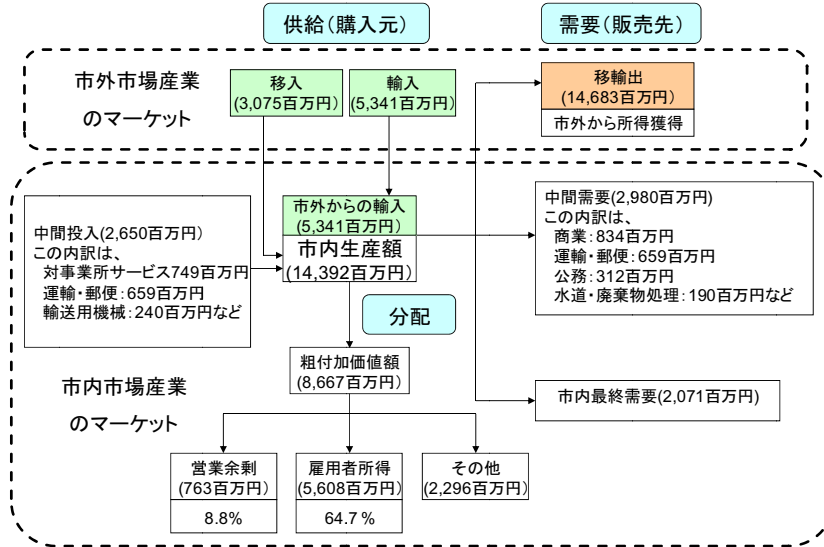 供給(購入元)
需要(販売先)
市外市場産業
のマーケット
移入
(3,075百万円)
輸入
(5,341百万円)
移輸出
(14,683百万円)
市外から所得獲得
中間投入(2,650百万円)
この内訳は、
対事業所サービス749百万円
運輸・郵便:659百万円
輸送用機械:240百万円など
市外からの輸入
(5,341百万円)
市内生産額
(14,392百万円)
中間需要(2,980百万円)
この内訳は、
商業:834百万円
運輸・郵便:659百万円
公務:312百万円
水道・廃棄物処理:190百万円など
分配
粗付加価値額
(8,667百万円)
市内市場産業
のマーケット
市内最終需要(2,071百万円)
営業余剰
(763百万円)
8.8%
雇用者所得
(5,608百万円)
64.7%
その他
(2,296百万円)